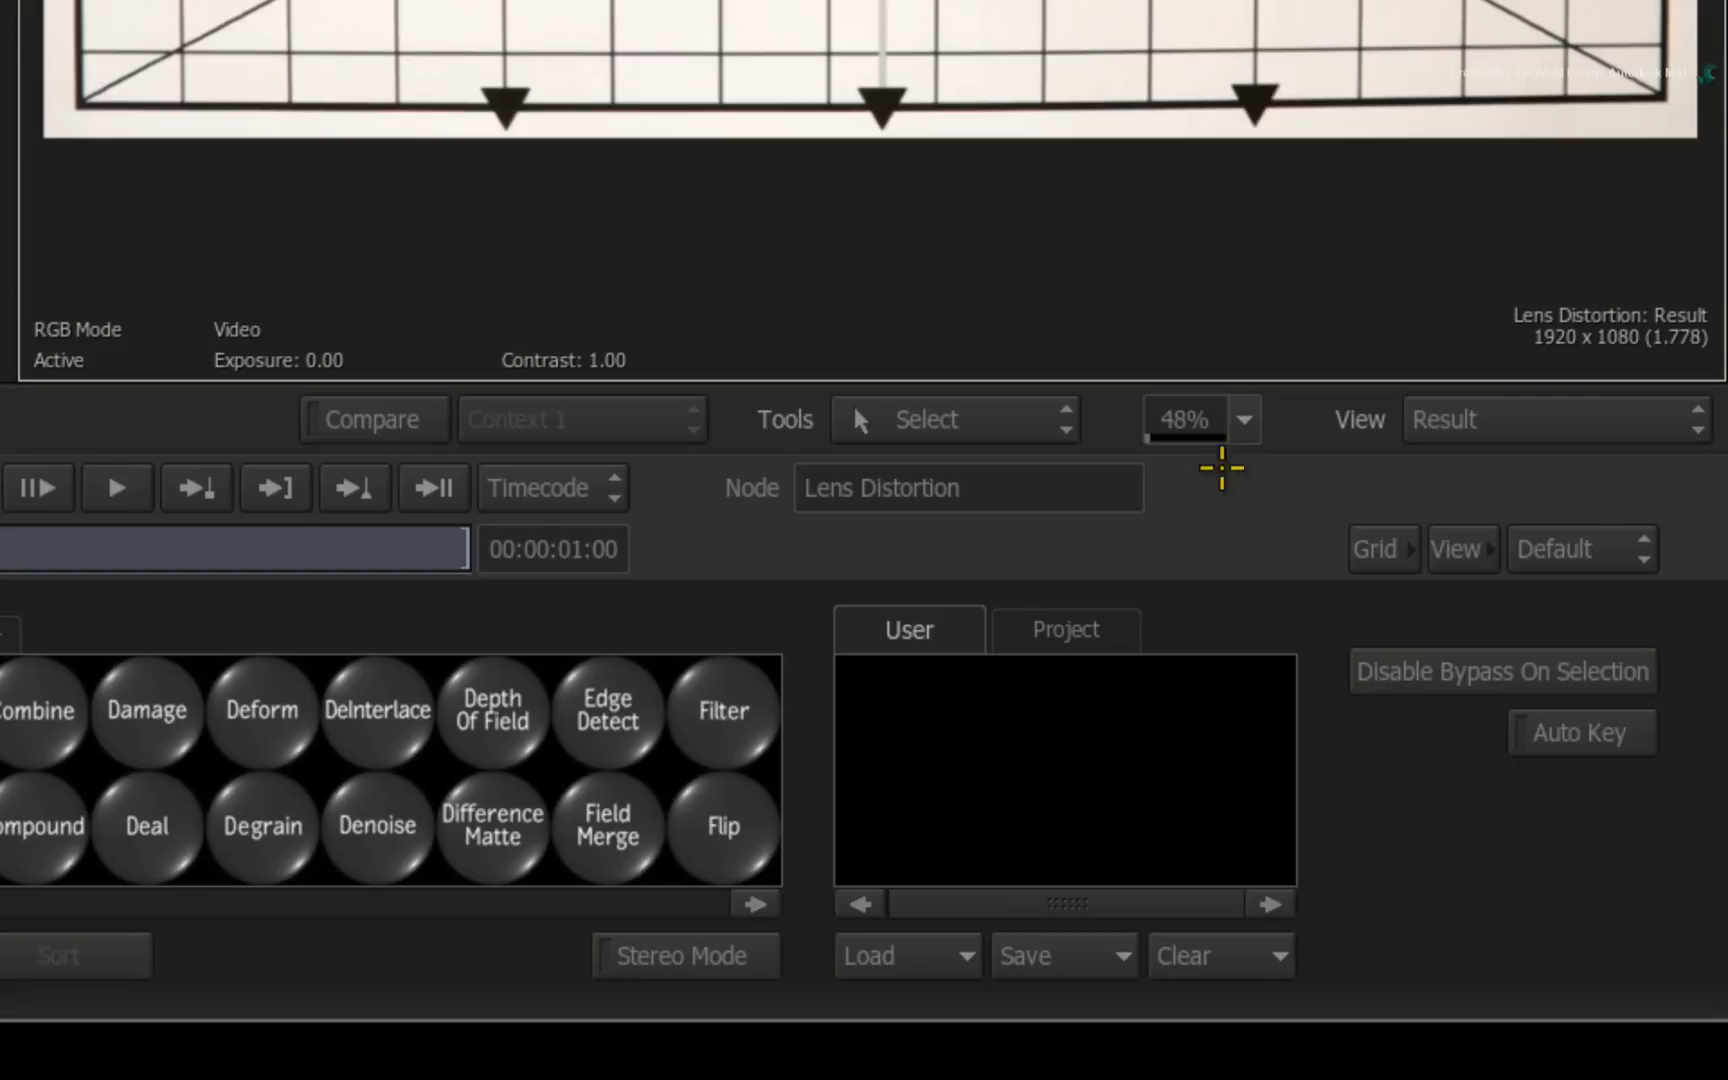 RGB Mode Video
Lens Distortion: Result
1920 x 1080 (1.778)
Active Exposure: 0.00 Contrast: 1.00
Compare Context 1 Tools Select 48% View Result
Timecode Node Lens Distortion
00:00:01:00 Grid View Default
User Project
Disable Bypass On Selection
Damage Deform DeInterlace Depth Of Field Edge Detect Filter
Auto Key
Deal Degrain Denoise Difference Matte Field Merge Flip
Sort Stereo Mode Load Save Clear